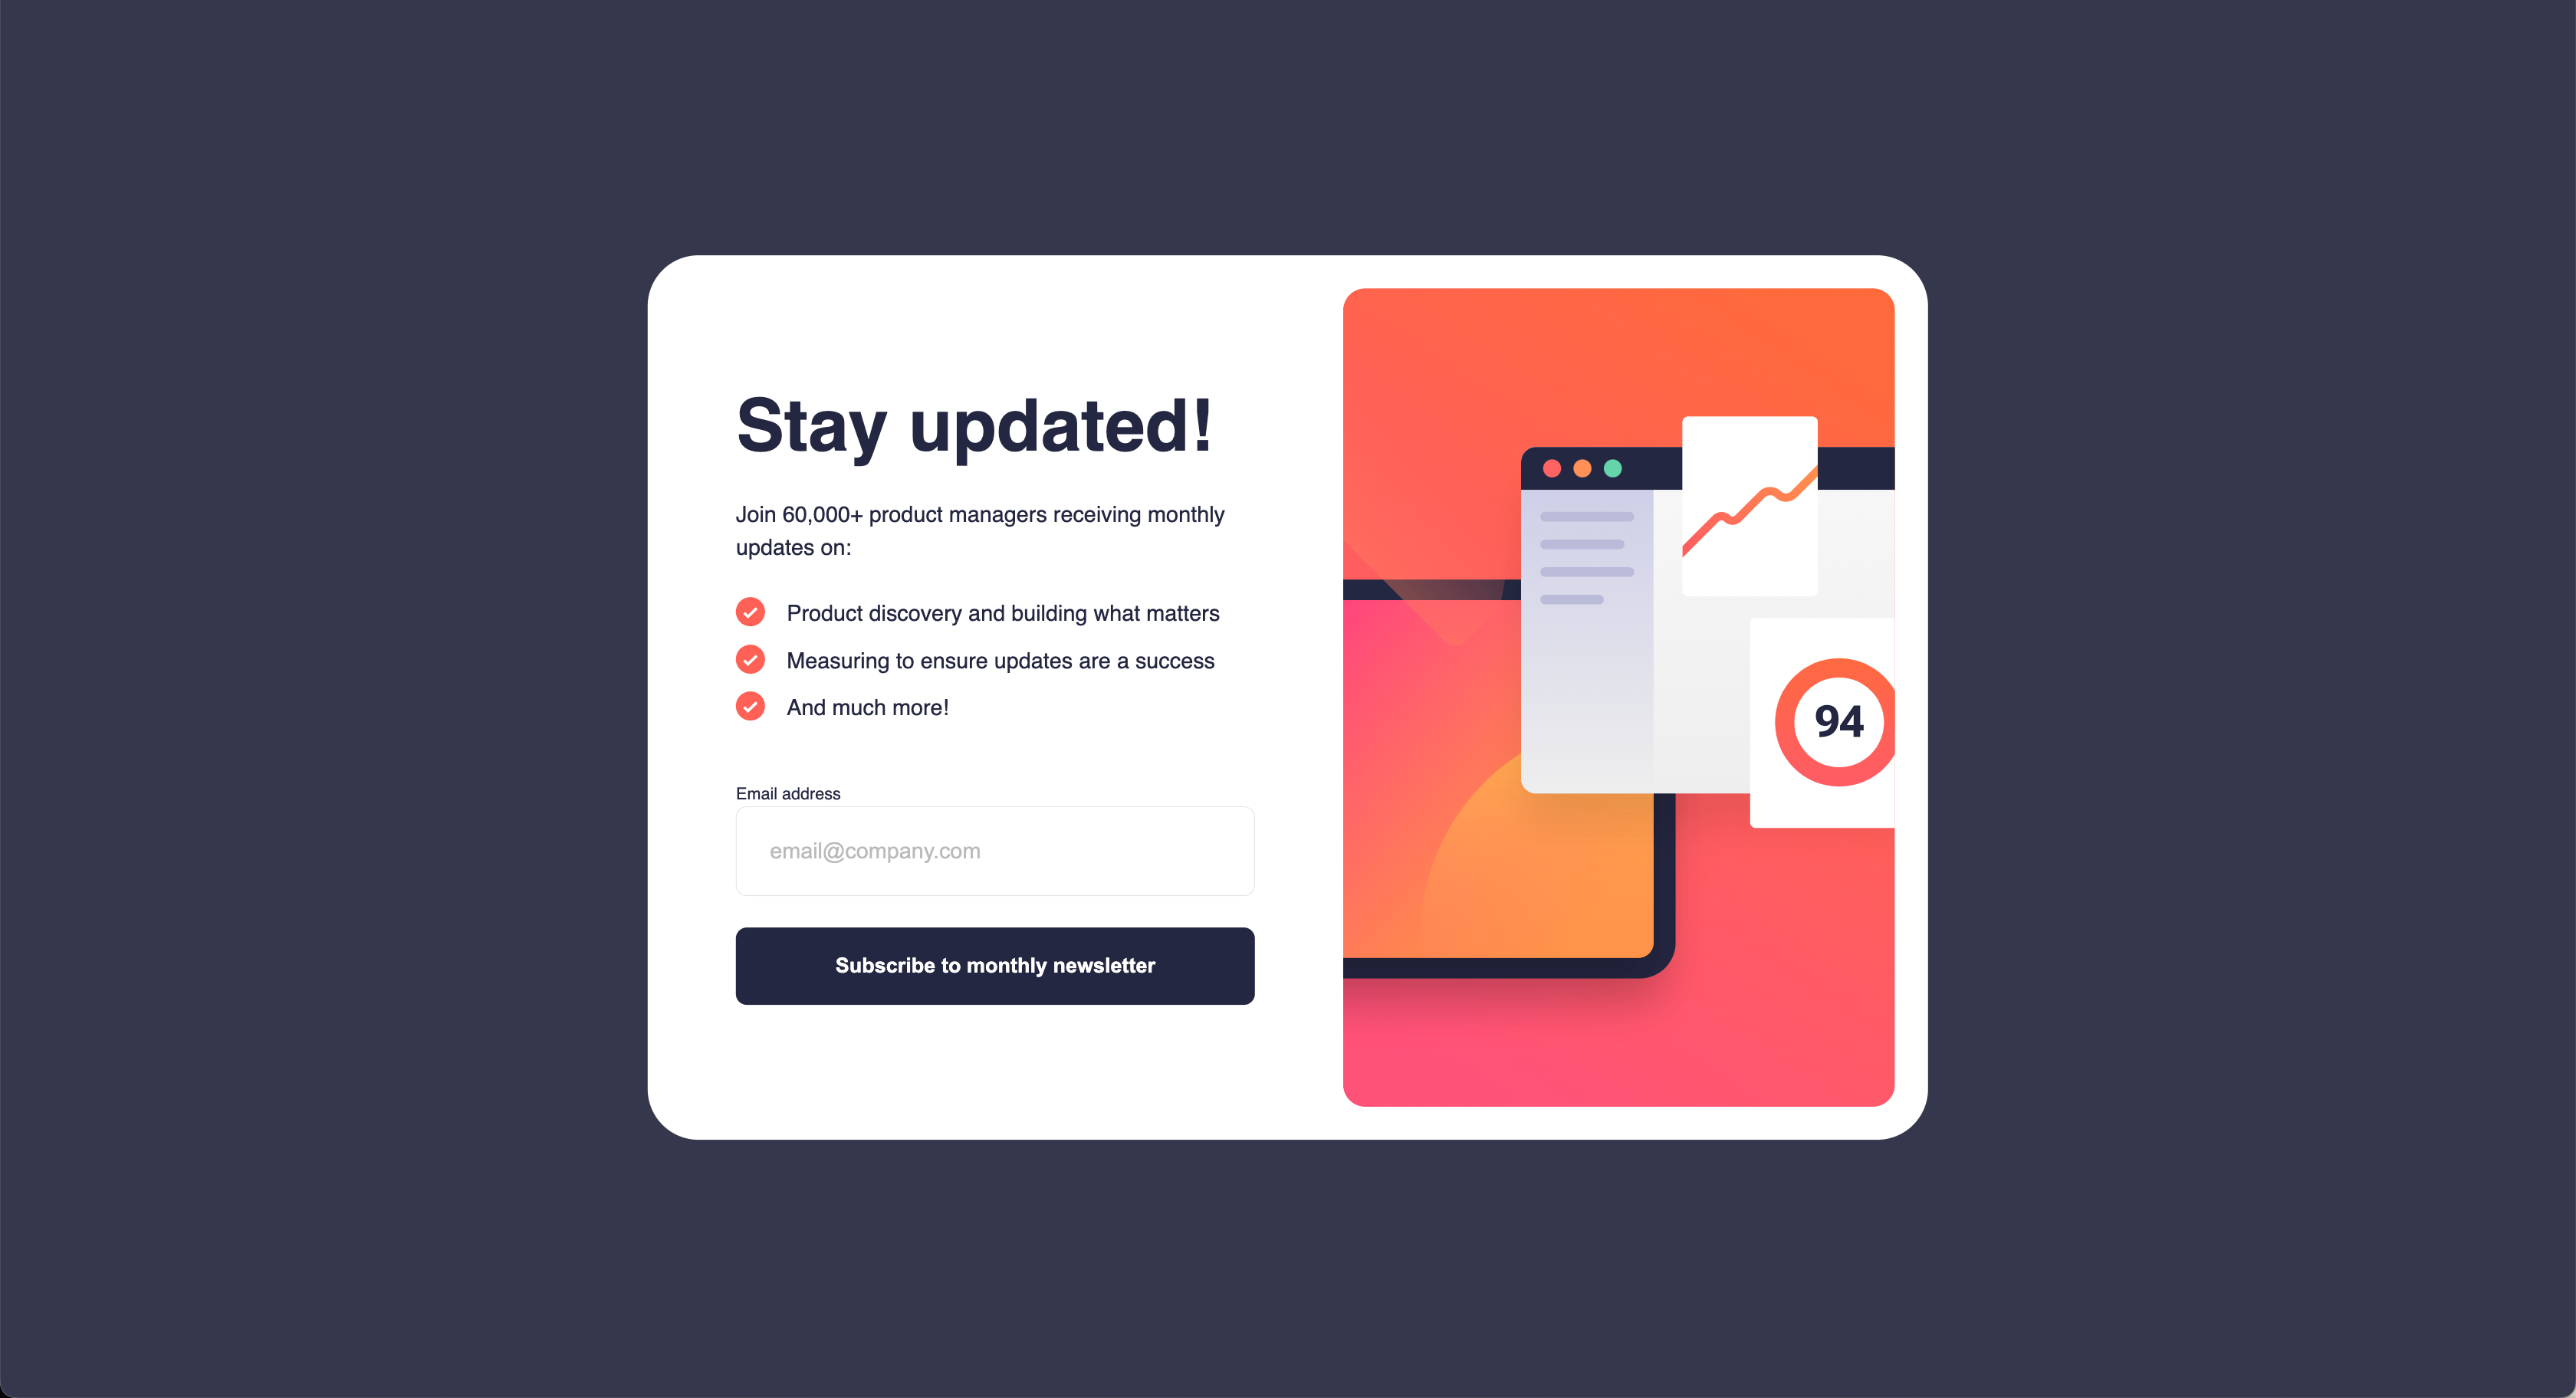 Stay updated!
Join 60,000+ product managers receiving monthly
updates on:
Product discovery and building what matters
Measuring to ensure updates are a success
And much more!
Email address
email@company.com
Subscribe to monthly newsletter
94